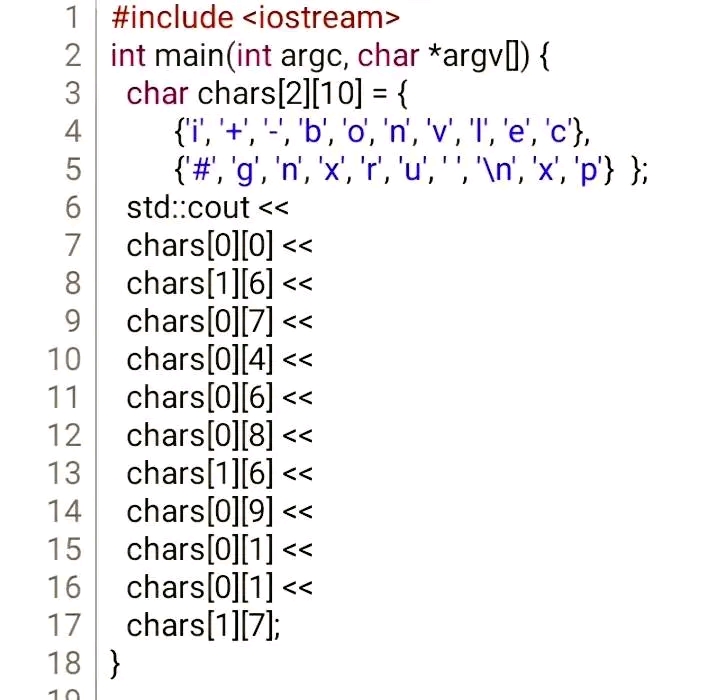 1 #include <iostream>
2 int main(int argc, char *argv[]) {
3 char chars[2][10] = {
4 {'i', '+', '-', 'b', 'o', 'n', 'v', 'l', 'e', 'c'},
5 {'#', 'g', 'n', 'x', 'r', 'u', ' ', '\n', 'x', 'p'} };
6 std::cout <<
7 chars[0][0] <<
8 chars[1][6] <<
9 chars[0][7] <<
10 chars[0][4] <<
11 chars[0][6] <<
12 chars[0][8] <<
13 chars[1][6] <<
14 chars[0][9] <<
15 chars[0][1] <<
16 chars[0][1] <<
17 chars[1][7];
18 }
19